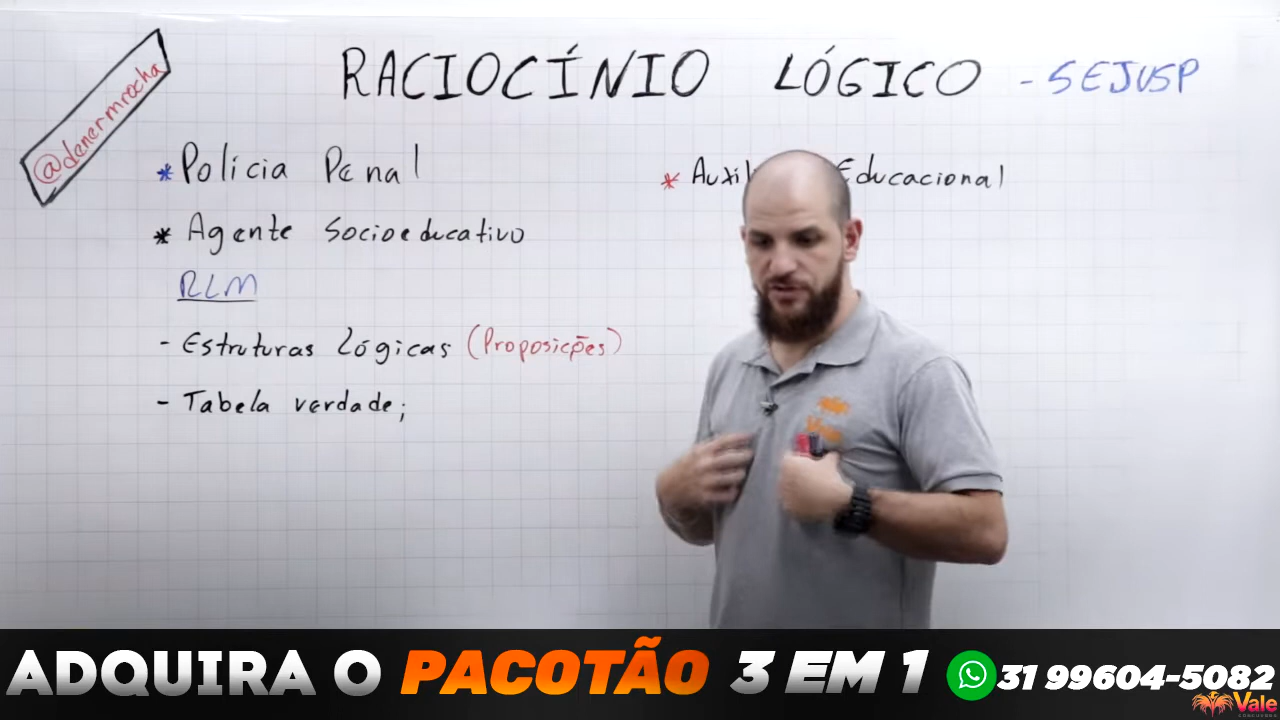 @denermrocha
RACIOCÍNIO LÓGICO - SEJUSP
* Polícia Penal
* Agente Socioeducativo
RLM
- Estruturas Lógicas (Proposições)
- Tabela verdade;
* Auxil Educacional
ADQUIRA O PACOTÃO 3 EM 1 31 99604-5082
Vale